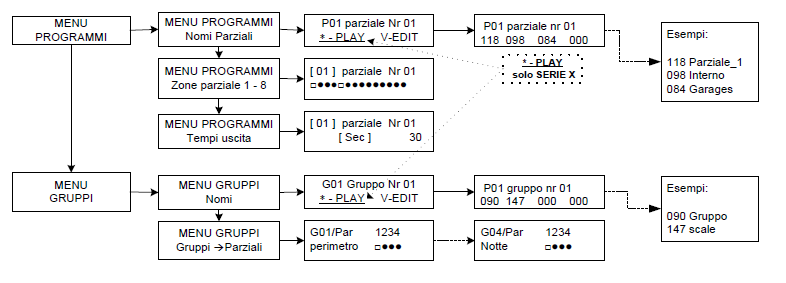 MENU
PROGRAMMI
MENU PROGRAMMI
Nomi Parziali
P01 parziale Nr 01
* - PLAY V-EDIT
P01 parziale nr 01
118 098 084 000
Esempi:
118 Parziale_1
098 Interno
084 Garages
MENU PROGRAMMI
Zone parziale 1 - 8
[ 01 ] parziale Nr 01
□●●●□●●●●●●●●●
* - PLAY
solo SERIE X
MENU PROGRAMMI
Tempi uscita
[ 01 ] parziale Nr 01
[ Sec ] 30
MENU
GRUPPI
MENU GRUPPI
Nomi
G01 Gruppo Nr 01
* - PLAY V-EDIT
P01 gruppo nr 01
090 147 000 000
Esempi:
090 Gruppo
147 scale
MENU GRUPPI
Gruppi →Parziali
G01/Par 1234
perimetro □●●●
G04/Par 1234
Notte □●●●